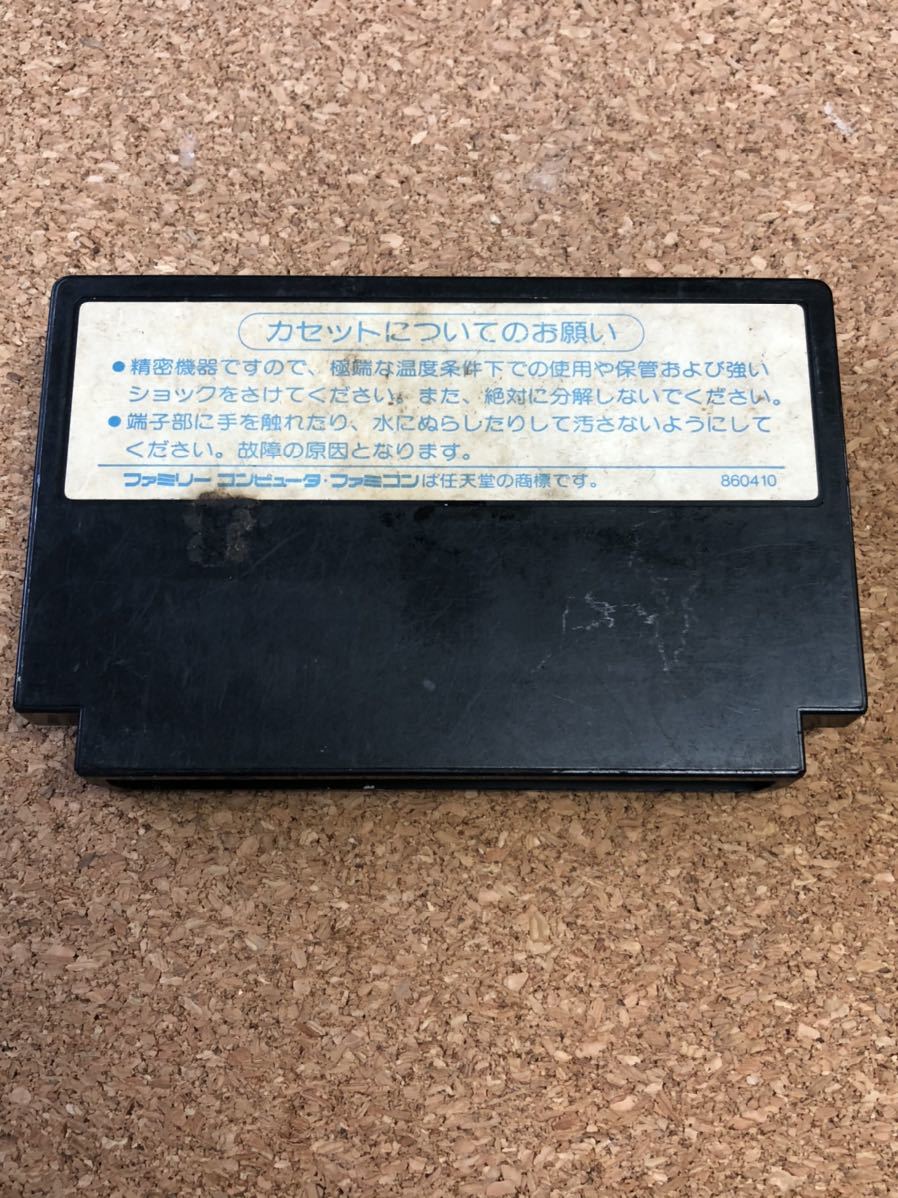 カセットについてのお願い
●精密機器ですので、極端な温度条件下での使用や保管および強い
ショックをさけてください。また、絶対に分解しないでください。
●端子部に手を触れたり、水にぬらしたりして汚さないようにして
ください。故障の原因となります。
ファミリー コンピュータ・ファミコンは任天堂の商標です。 860410